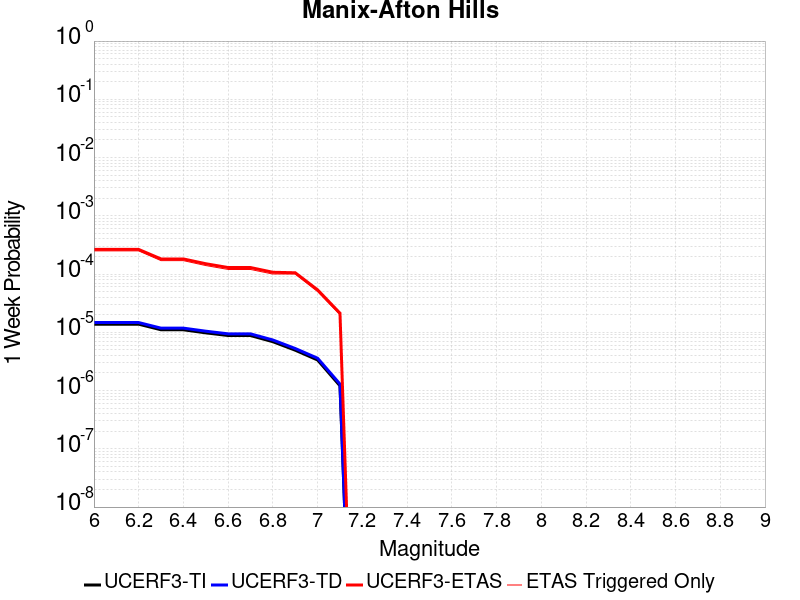 Manix-Afton Hills
1 Week Probability
10^0
10^-1
10^-2
10^-3
10^-4
10^-5
10^-6
10^-7
10^-8
6 6.2 6.4 6.6 6.8 7 7.2 7.4 7.6 7.8 8 8.2 8.4 8.6 8.8 9
Magnitude
UCERF3-TI UCERF3-TD UCERF3-ETAS ETAS Triggered Only